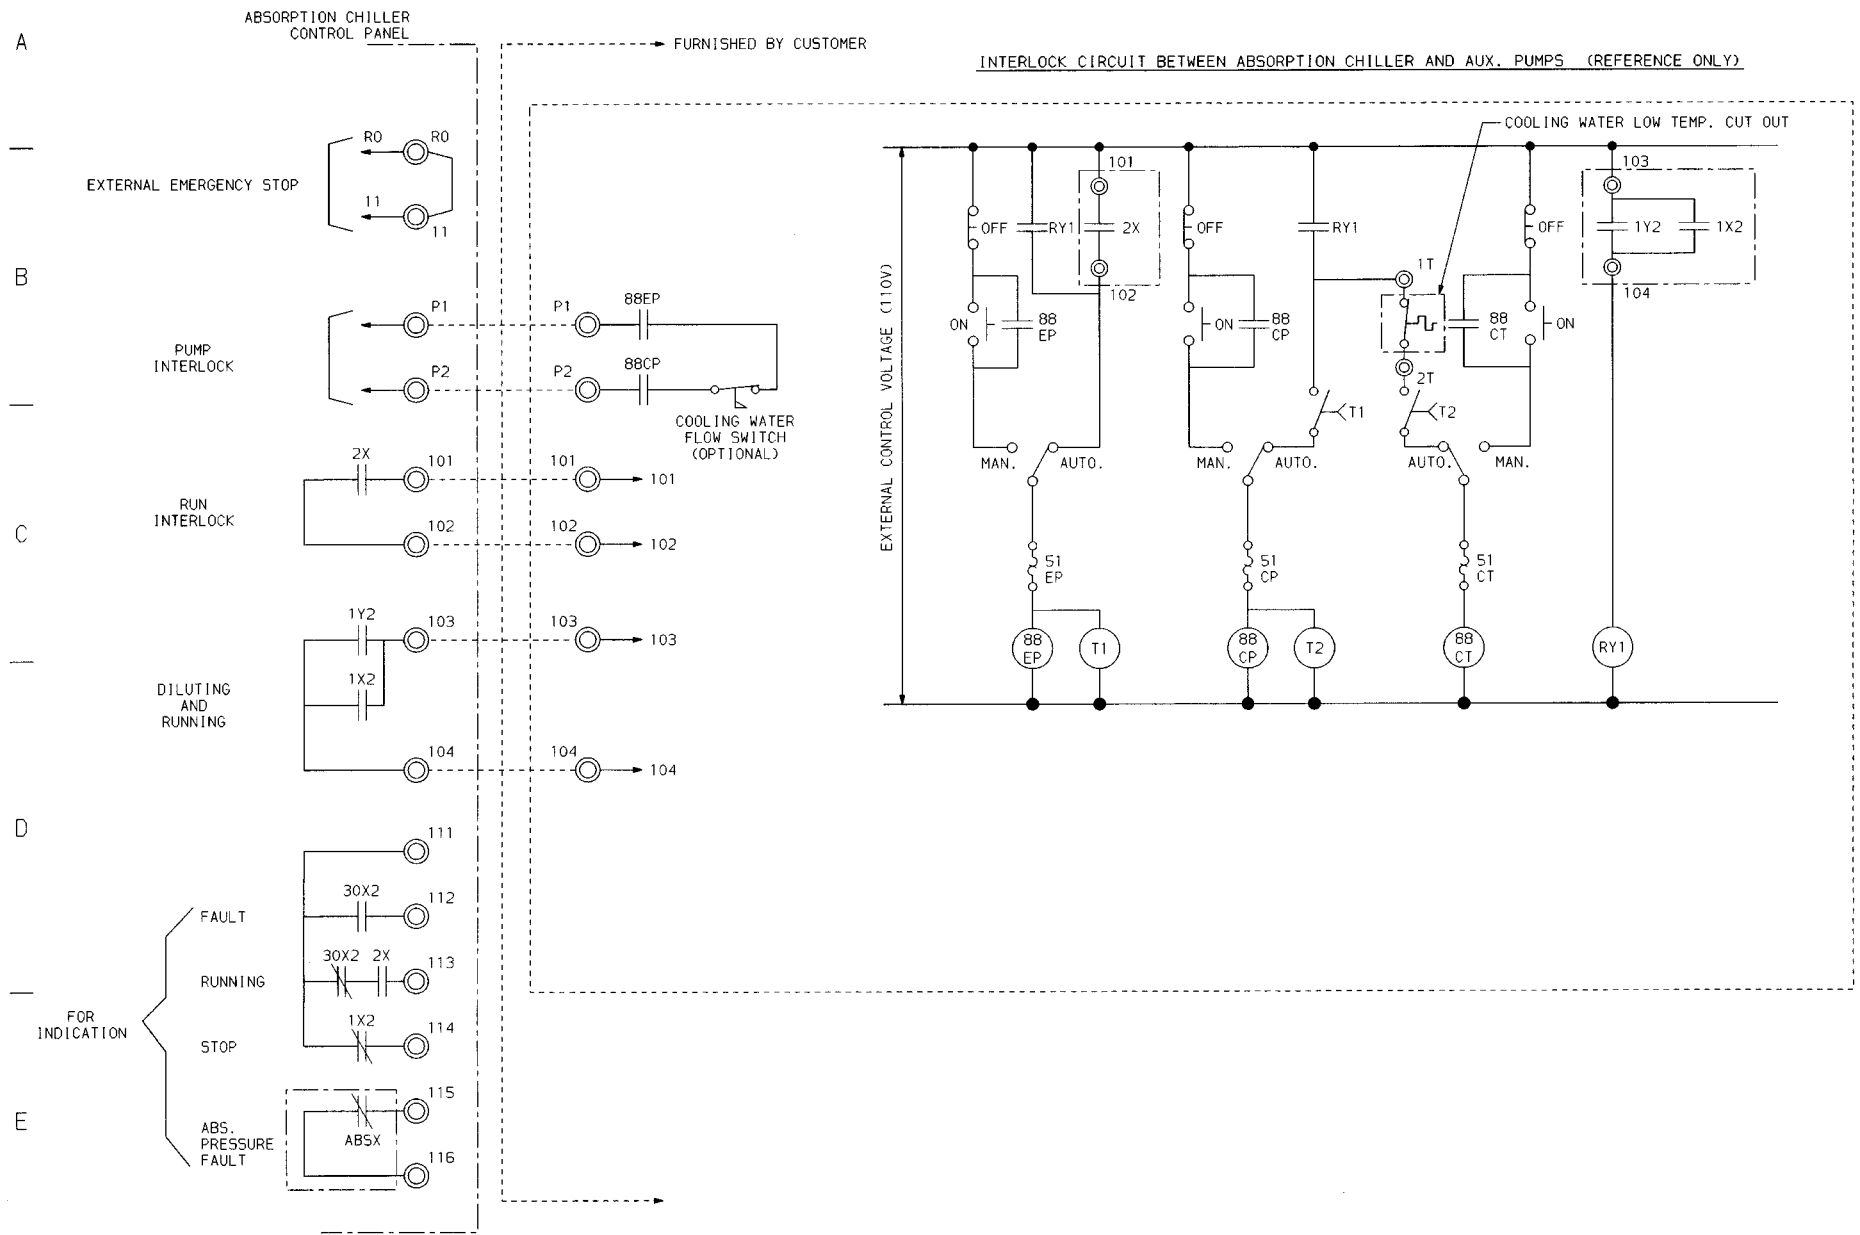 ABSORPTION CHILLER
CONTROL PANEL
FURNISHED BY CUSTOMER
INTERLOCK CIRCUIT BETWEEN ABSORPTION CHILLER AND AUX. PUMPS (REFERENCE ONLY)
A
B
C
D
E
EXTERNAL EMERGENCY STOP
R0
R0
11
11
PUMP
INTERLOCK
P1
P1
88EP
P2
P2
88CP
COOLING WATER
FLOW SWITCH
(OPTIONAL)
RUN
INTERLOCK
2X
101
101
101
102
102
102
DILUTING
AND
RUNNING
1Y2
103
103
103
1X2
104
104
104
111
FOR
INDICATION
FAULT
30X2
112
RUNNING
30X2
2X
113
STOP
1X2
114
ABS.
PRESSURE
FAULT
115
ABSX
116
COOLING WATER LOW TEMP. CUT OUT
EXTERNAL CONTROL VOLTAGE (110V)
OFF
RY1
101
2X
102
ON
88
EP
MAN.
AUTO.
51
EP
88
EP
T1
OFF
ON
88
CP
RY1
T1
MAN.
AUTO.
51
CP
88
CP
T2
1T
2T
T2
88
CT
OFF
ON
AUTO.
MAN.
51
CT
88
CT
103
1Y2
1X2
104
RY1